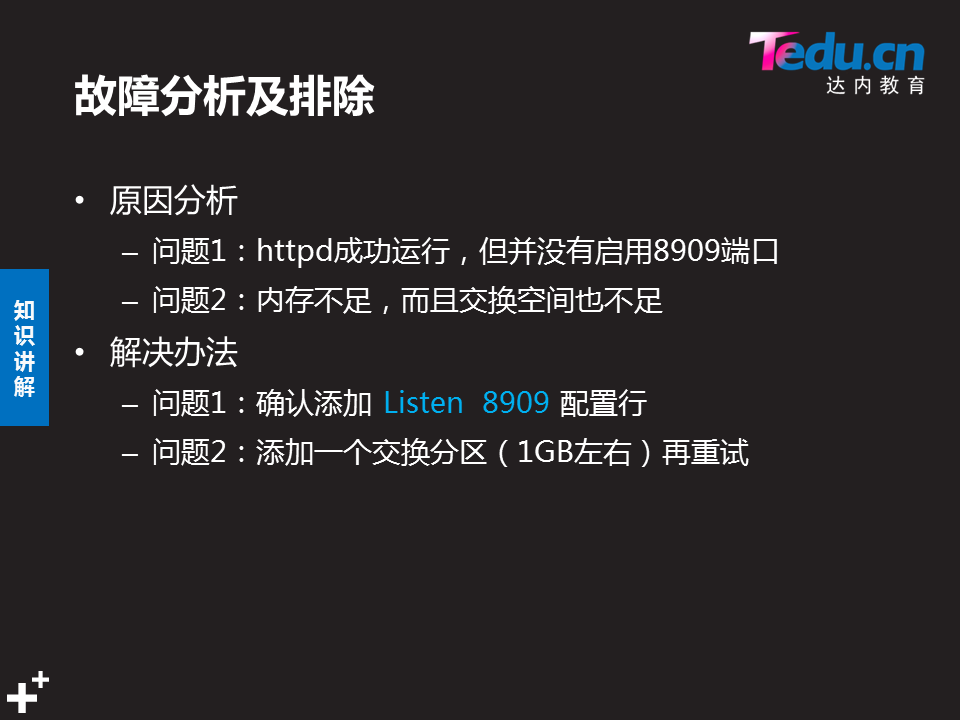 Tedu.cn
达内教育
故障分析及排除
• 原因分析
– 问题1：httpd成功运行，但并没有启用8909端口
– 问题2：内存不足，而且交换空间也不足
• 解决办法
– 问题1：确认添加 Listen 8909 配置行
– 问题2：添加一个交换分区（1GB左右）再重试
知识讲解